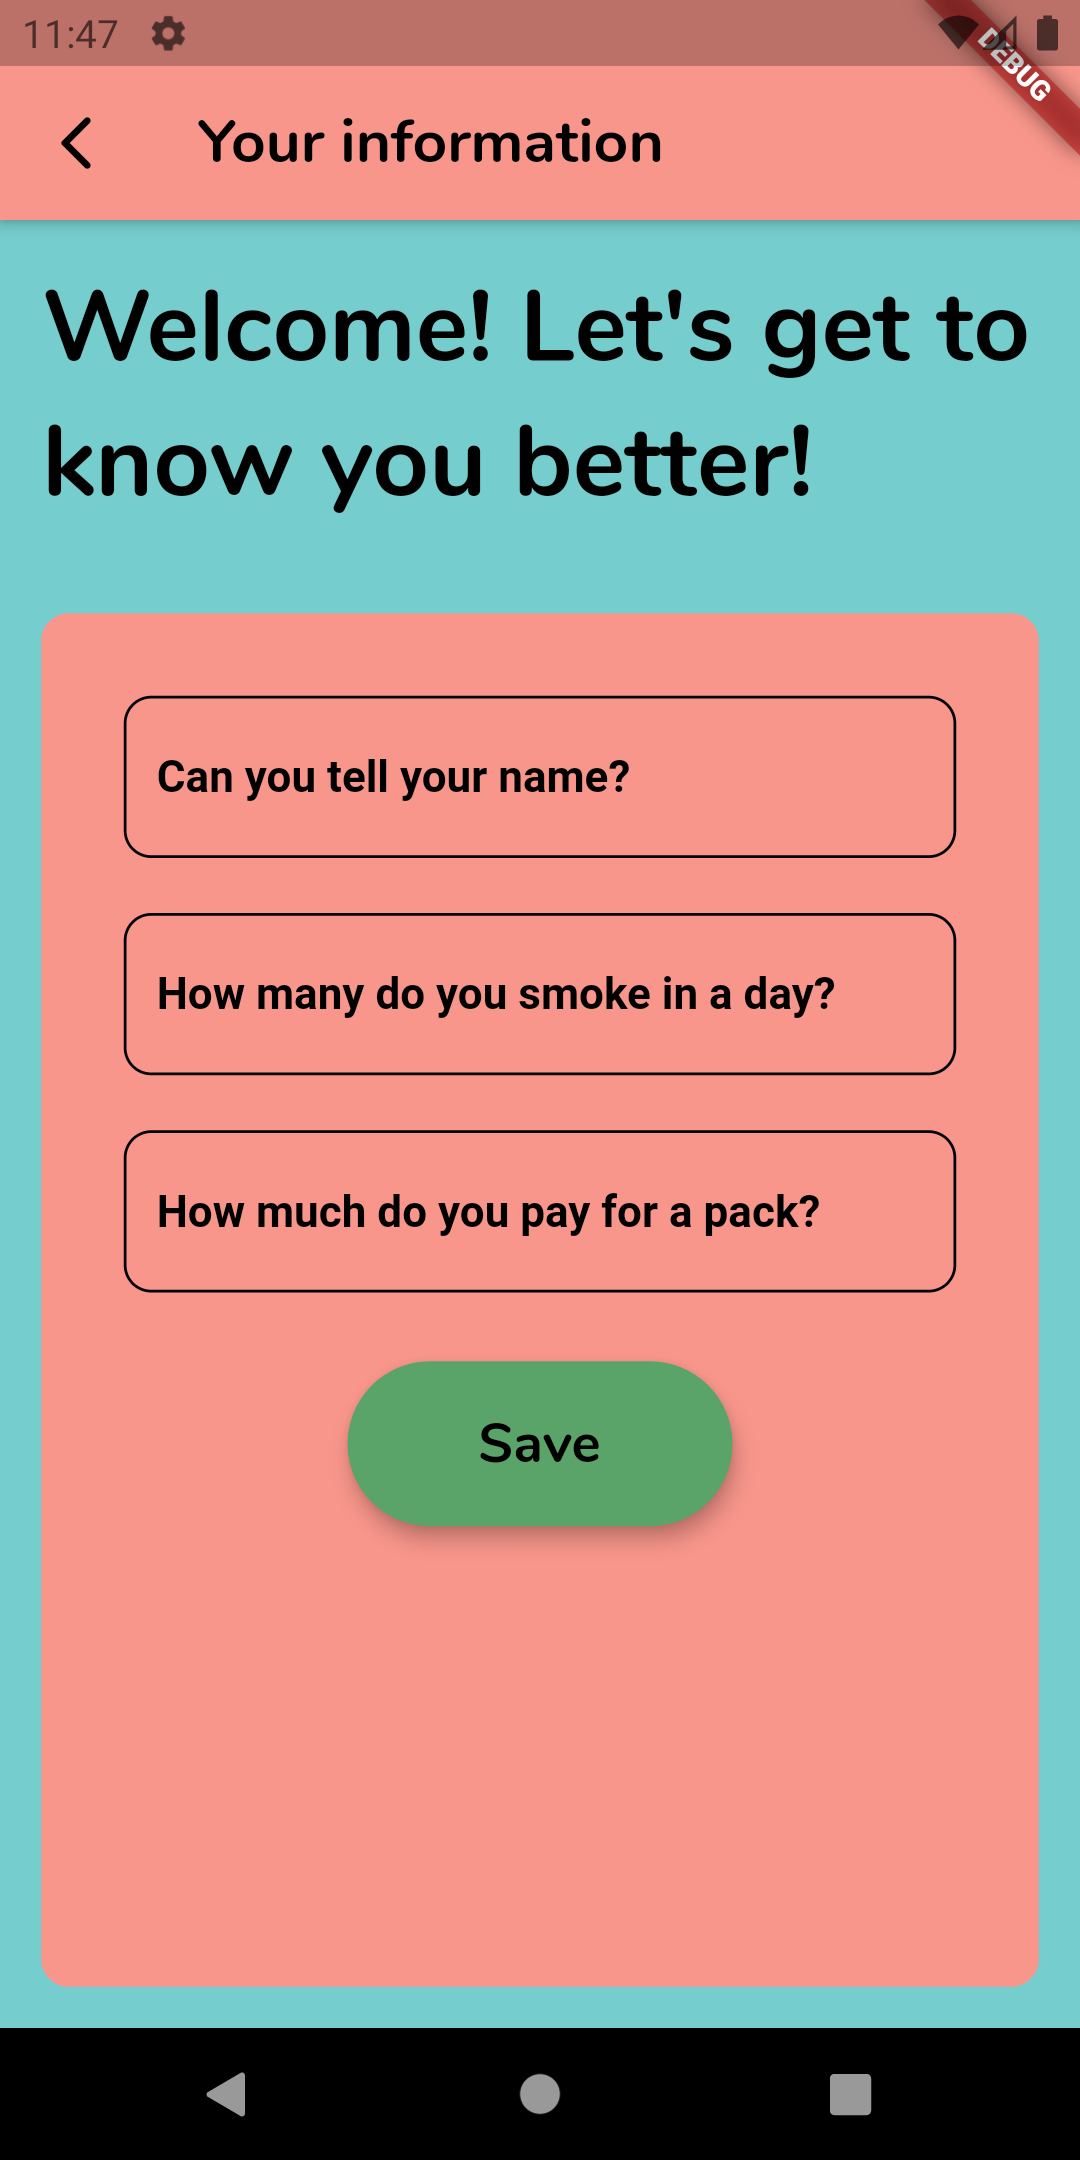 11:47
DEBUG
Your information
Welcome! Let's get to
know you better!
Can you tell your name?
How many do you smoke in a day?
How much do you pay for a pack?
Save